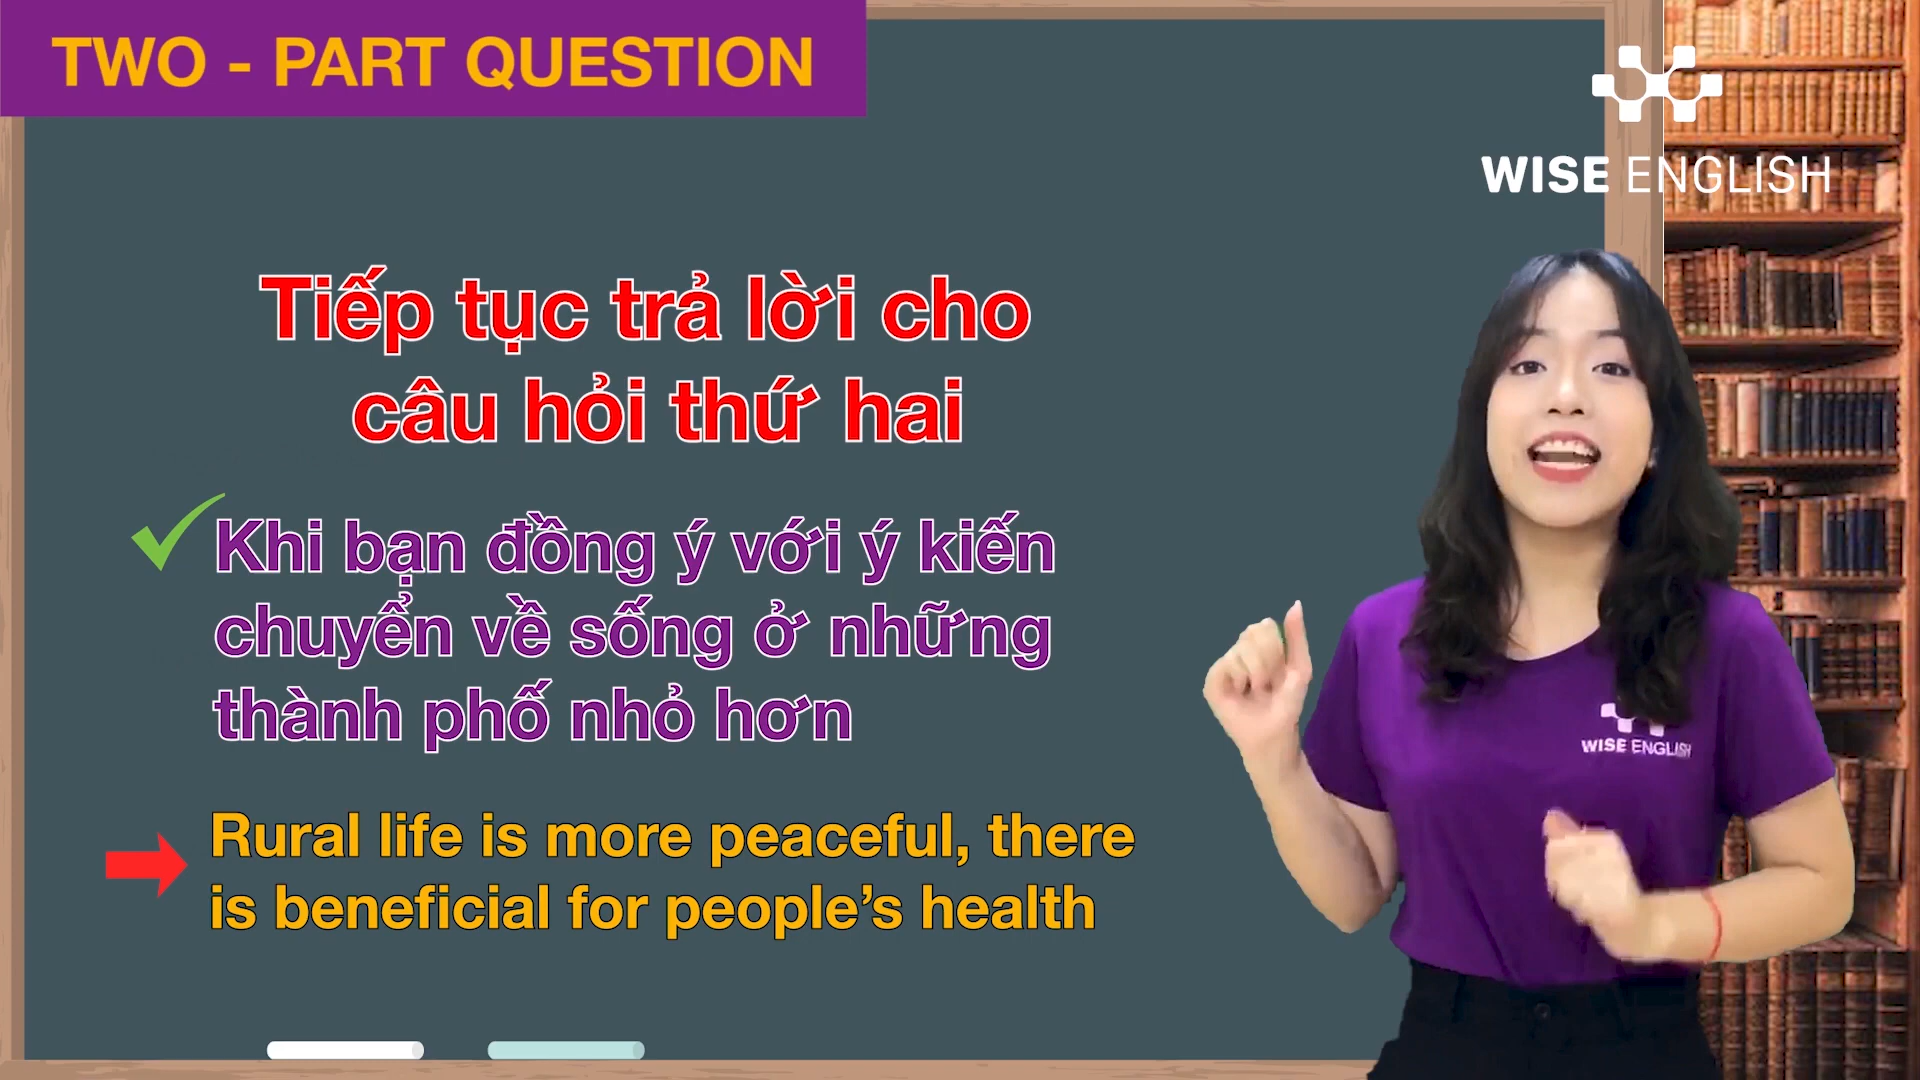 TWO - PART QUESTION
WISE ENGLISH
Tiếp tục trả lời cho
câu hỏi thứ hai
Khi bạn đồng ý với ý kiến
chuyển về sống ở những
thành phố nhỏ hơn
Rural life is more peaceful, there
is beneficial for people’s health
WISE ENGLISH